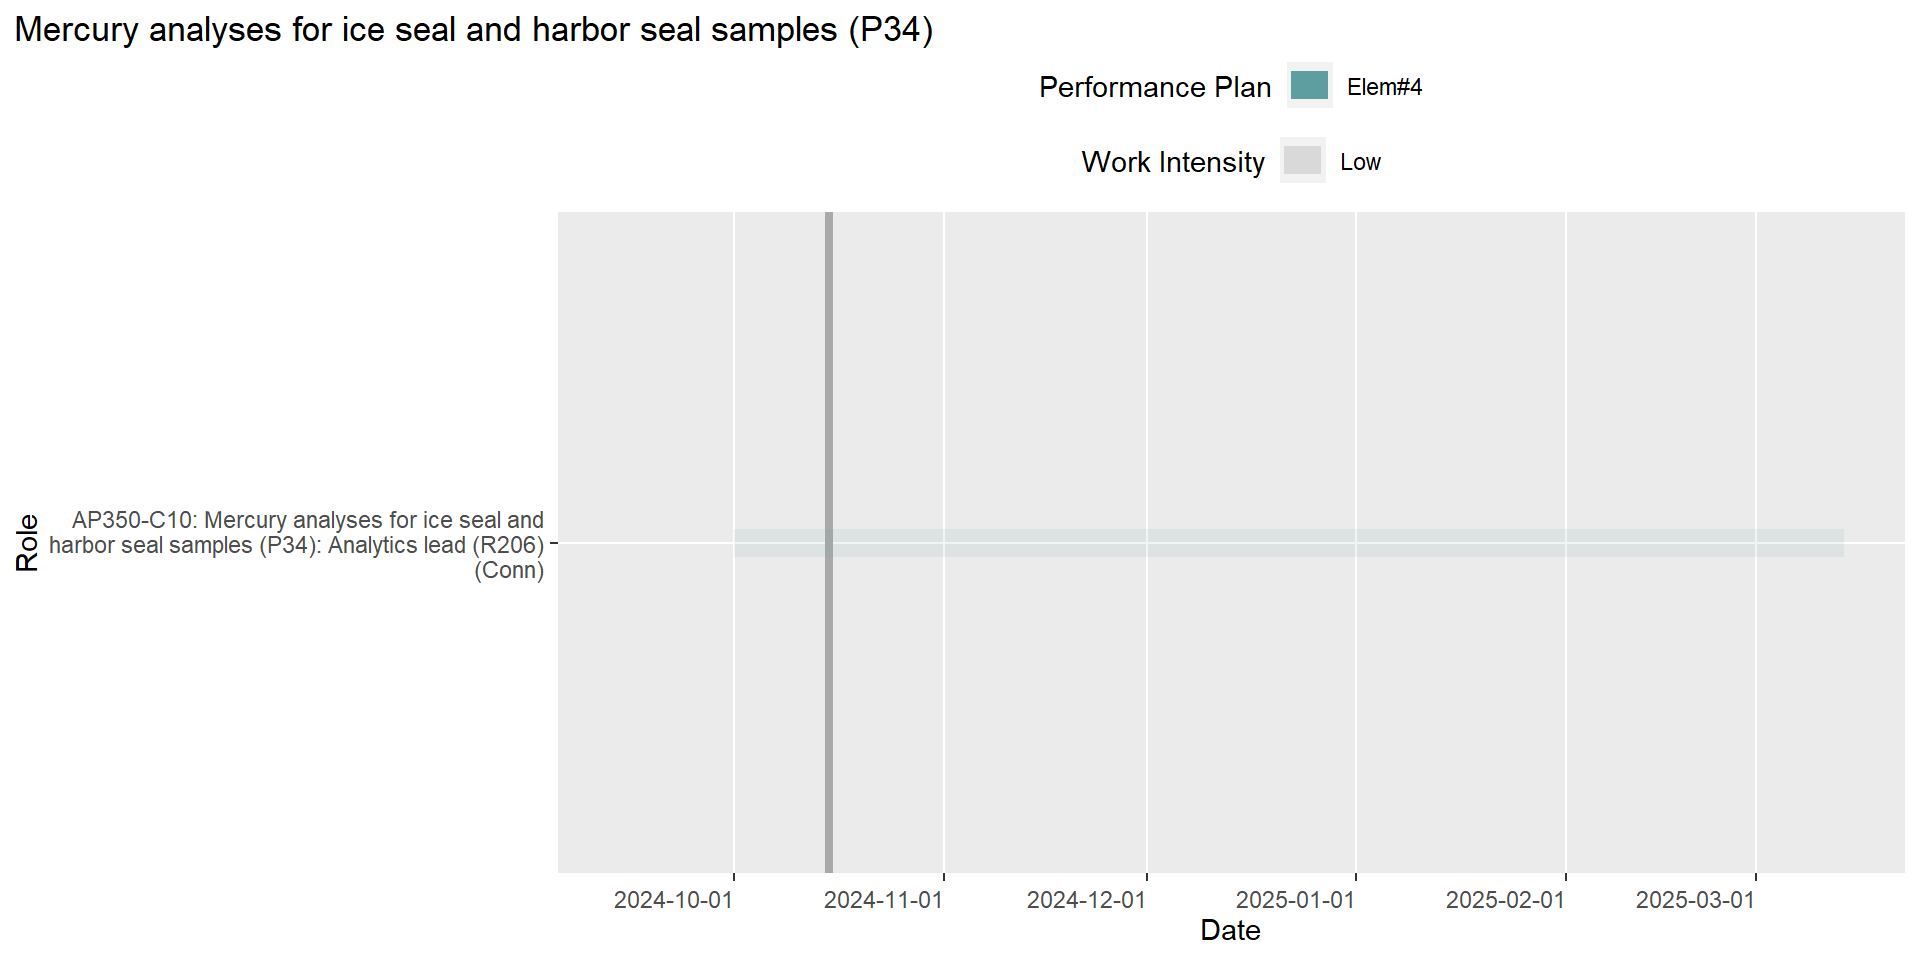 Mercury analyses for ice seal and harbor seal samples (P34)
Performance Plan
Elem#4
Work Intensity
Low
Role
AP350-C10: Mercury analyses for ice seal and
harbor seal samples (P34): Analytics lead (R206)
(Conn)
2024-10-01
2024-11-01
2024-12-01
2025-01-01
2025-02-01
2025-03-01
Date